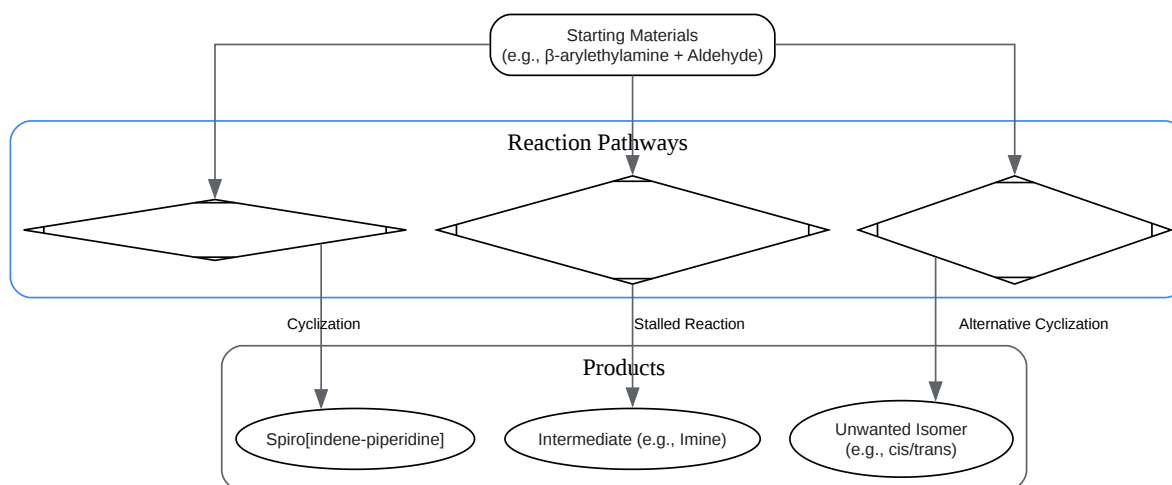 Starting Materials
(e.g., β-arylethylamine + Aldehyde)
Reaction Pathways
Cyclization
Stalled Reaction
Alternative Cyclization
Products
Spiro[indene-piperidine]
Intermediate (e.g., Imine)
Unwanted Isomer
(e.g., cis/trans)